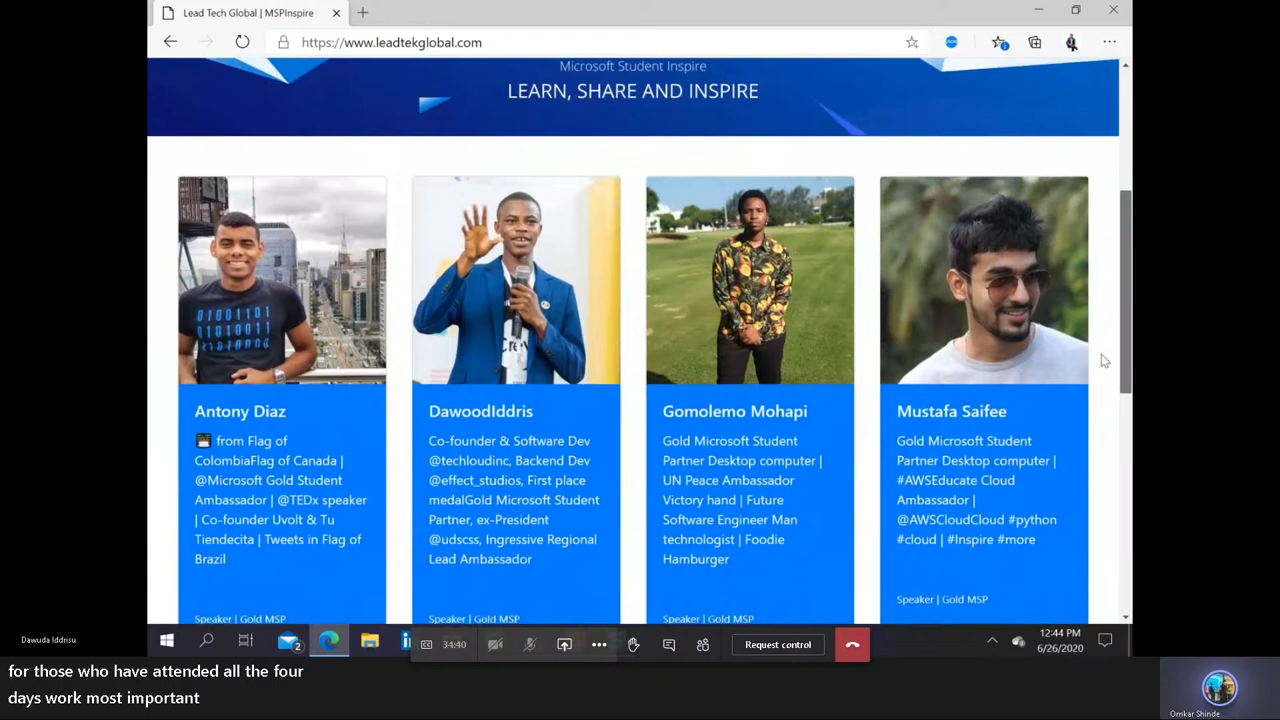 Lead Tech Global | MSPInspire
https://www.leadtekglobal.com
Microsoft Student Inspire
LEARN, SHARE AND INSPIRE
01001101
01001001
01010010
Antony Diaz
from Flag of
ColombiaFlag of Canada |
@Microsoft Gold Student
Ambassador | @TEDx speaker
| Co-founder Uvolt & Tu
Tiendecita | Tweets in Flag of
Brazil
Speaker | Gold MSP
DawoodIddris
Co-founder & Software Dev
@techloudinc, Backend Dev
@effect_studios, First place
medalGold Microsoft Student
Partner, ex-President
@udscss, Ingressive Regional
Lead Ambassador
Speaker | Gold MSP
Gomolemo Mohapi
Gold Microsoft Student
Partner Desktop computer |
UN Peace Ambassador
Victory hand | Future
Software Engineer Man
technologist | Foodie
Hamburger
Speaker | Gold MSP
Mustafa Saifee
Gold Microsoft Student
Partner Desktop computer |
#AWSEducate Cloud
Ambassador |
@AWSCloudCloud #python
#cloud | #Inspire #more
Speaker | Gold MSP
2
34:40
Request control
12:44 PM
6/26/2020
Dawuda Iddrisu
for those who have attended all the four
days work most important
Omkar Shinde